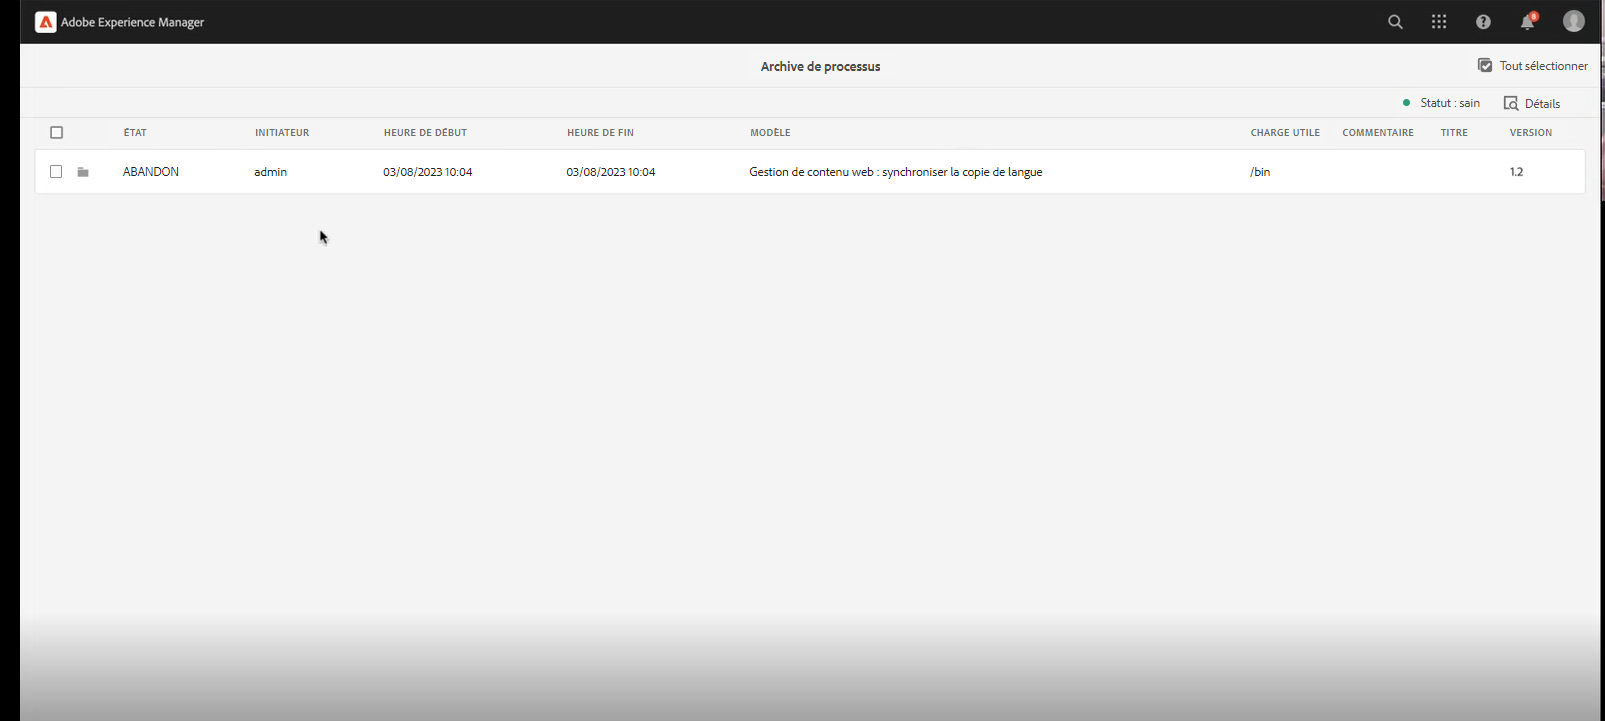 Adobe Experience Manager
8
Archive de processus
Tout sélectionner
Statut : sain
Détails
ÉTAT INITIATEUR HEURE DE DÉBUT HEURE DE FIN MODÈLE CHARGE UTILE COMMENTAIRE TITRE VERSION
ABANDON admin 03/08/2023 10:04 03/08/2023 10:04 Gestion de contenu web : synchroniser la copie de langue /bin 1.2